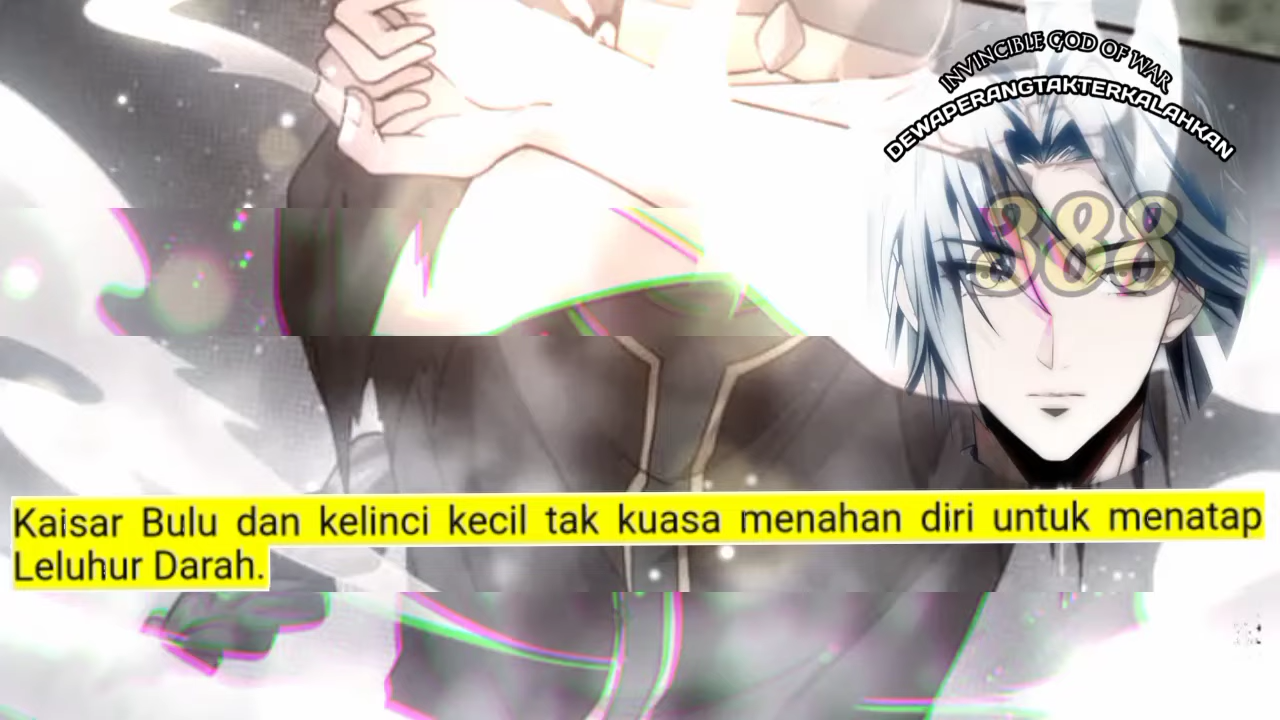 INVINCIBLE GOD OF WAR
DEWAPERANGTAKTERKALAHKAN
388
Kaisar Bulu dan kelinci kecil tak kuasa menahan diri untuk menatap
Leluhur Darah.